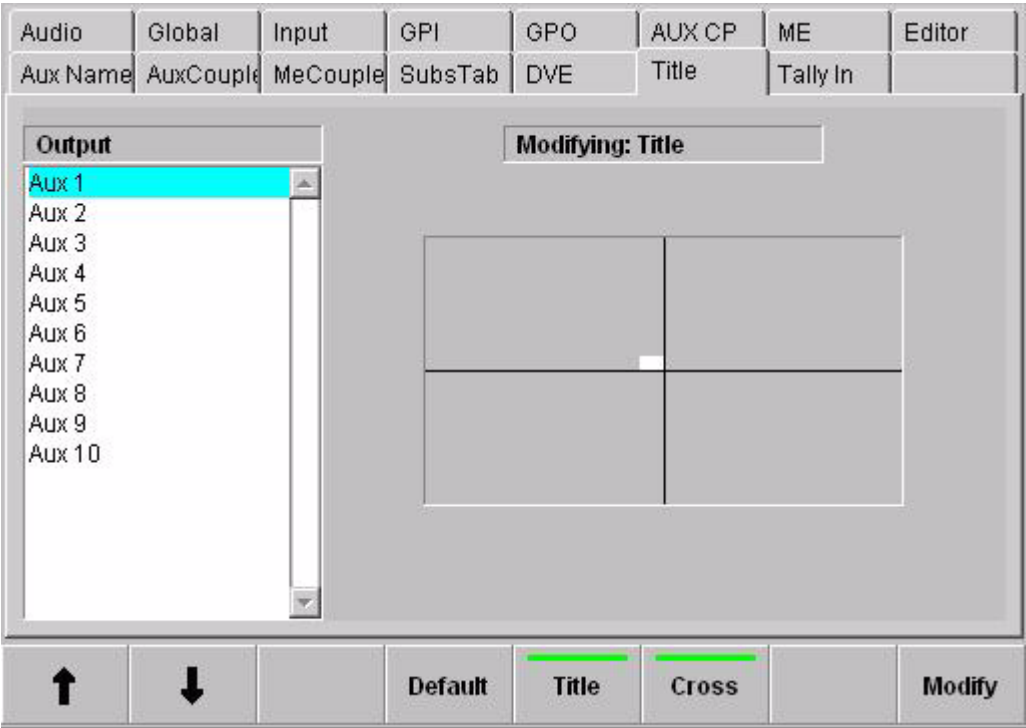 Audio Global Input GPI GPO AUX CP ME Editor
Aux Name AuxCouple MeCouple SubsTab DVE Title Tally In
Output
Modifying: Title
Aux 1
Aux 2
Aux 3
Aux 4
Aux 5
Aux 6
Aux 7
Aux 8
Aux 9
Aux 10
Default Title Cross Modify